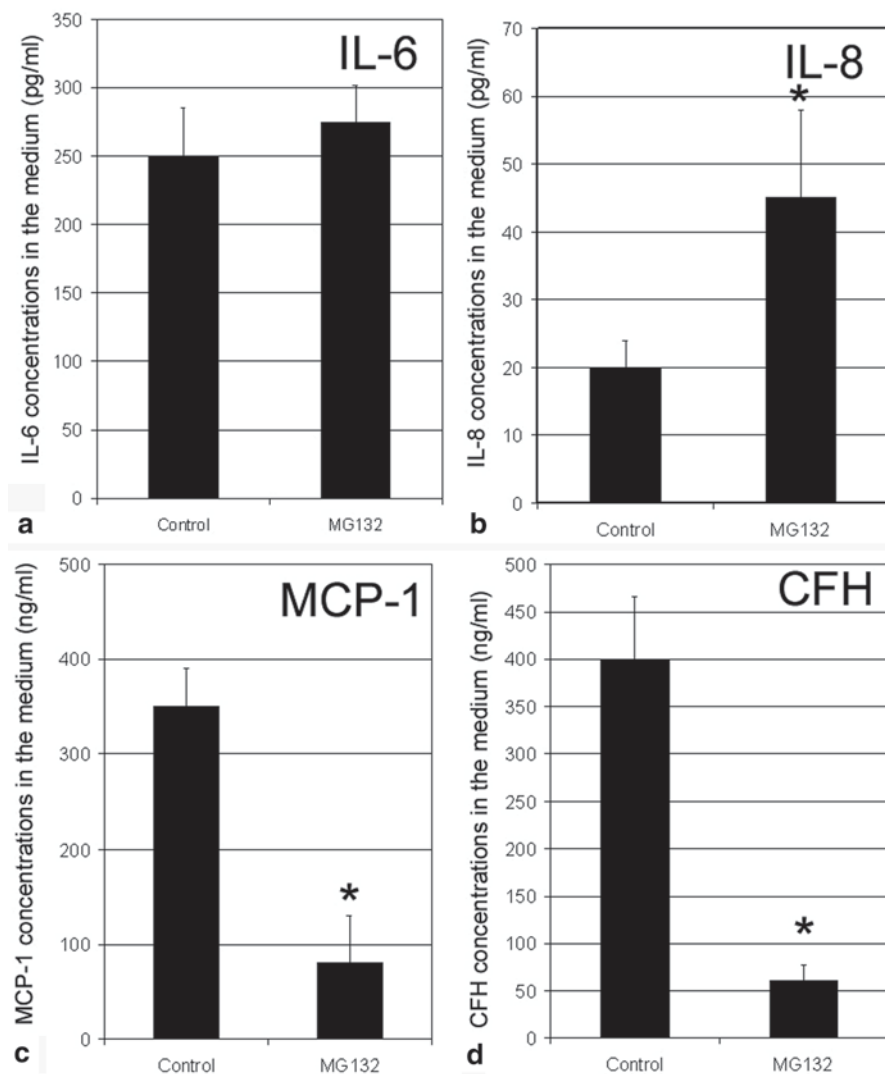 IL-6
IL-6 concentrations in the medium (pg/ml)
350
300
250
200
150
100
50
0
Control
MG132
a
IL-8
*
IL-8 concentrations in the medium (pg/ml)
70
60
50
40
30
20
10
0
Control
MG132
b
MCP-1
MCP-1 concentrations in the medium (ng/ml)
500
400
300
200
100
0
*
Control
MG132
c
CFH
CFH concentrations in the medium (ng/ml)
500
450
400
350
300
250
200
150
100
50
0
*
Control
MG132
d